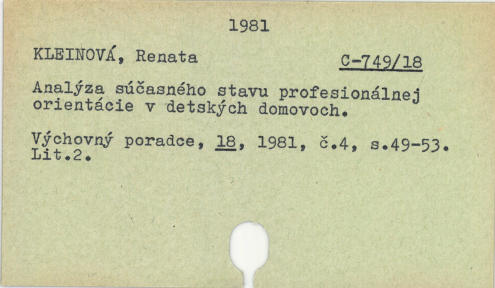 1981
KLEINOVÁ, Renata
C-749/18
Analýza súčasného stavu profesionálnej
orientácie v detských domovoch.
Výchovný poradce, 18, 1981, č.4, s.49-53.
Lit.2.